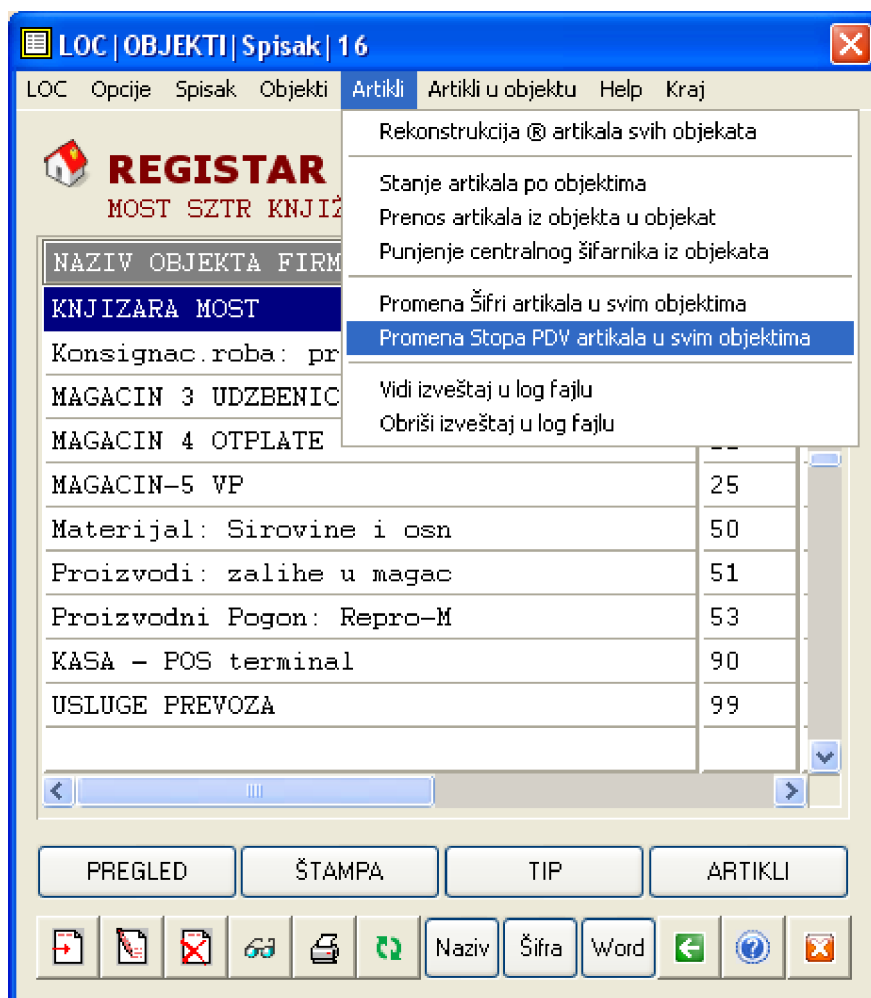 LOC | OBJEKTI | Spisak | 16
LOC Opcije Spisak Objekti Artikli Artikli u objektu Help Kraj
Rekonstrukcija ® artikala svih objekata
Stanje artikala po objektima
Prenos artikala iz objekta u objekat
Punjenje centralnog šifarnika iz objekata
Promena Šifri artikala u svim objektima
Promena Stopa PDV artikala u svim objektima
Vidi izveštaj u log fajlu
Obriši izveštaj u log fajlu
REGISTAR
MOST SZTR KNJIŽ
NAZIV OBJEKTA FIRM
KNJIZARA MOST
Konsignac.roba: pr
MAGACIN 3 UDZBENIC
MAGACIN 4 OTPLATE
MAGACIN-5 VP 25
Materijal: Sirovine i osn 50
Proizvodi: zalihe u magac 51
Proizvodni Pogon: Repro-M 53
KASA - POS terminal 90
USLUGE PREVOZA 99
PREGLED ŠTAMPA TIP ARTIKLI
Naziv Šifra Word